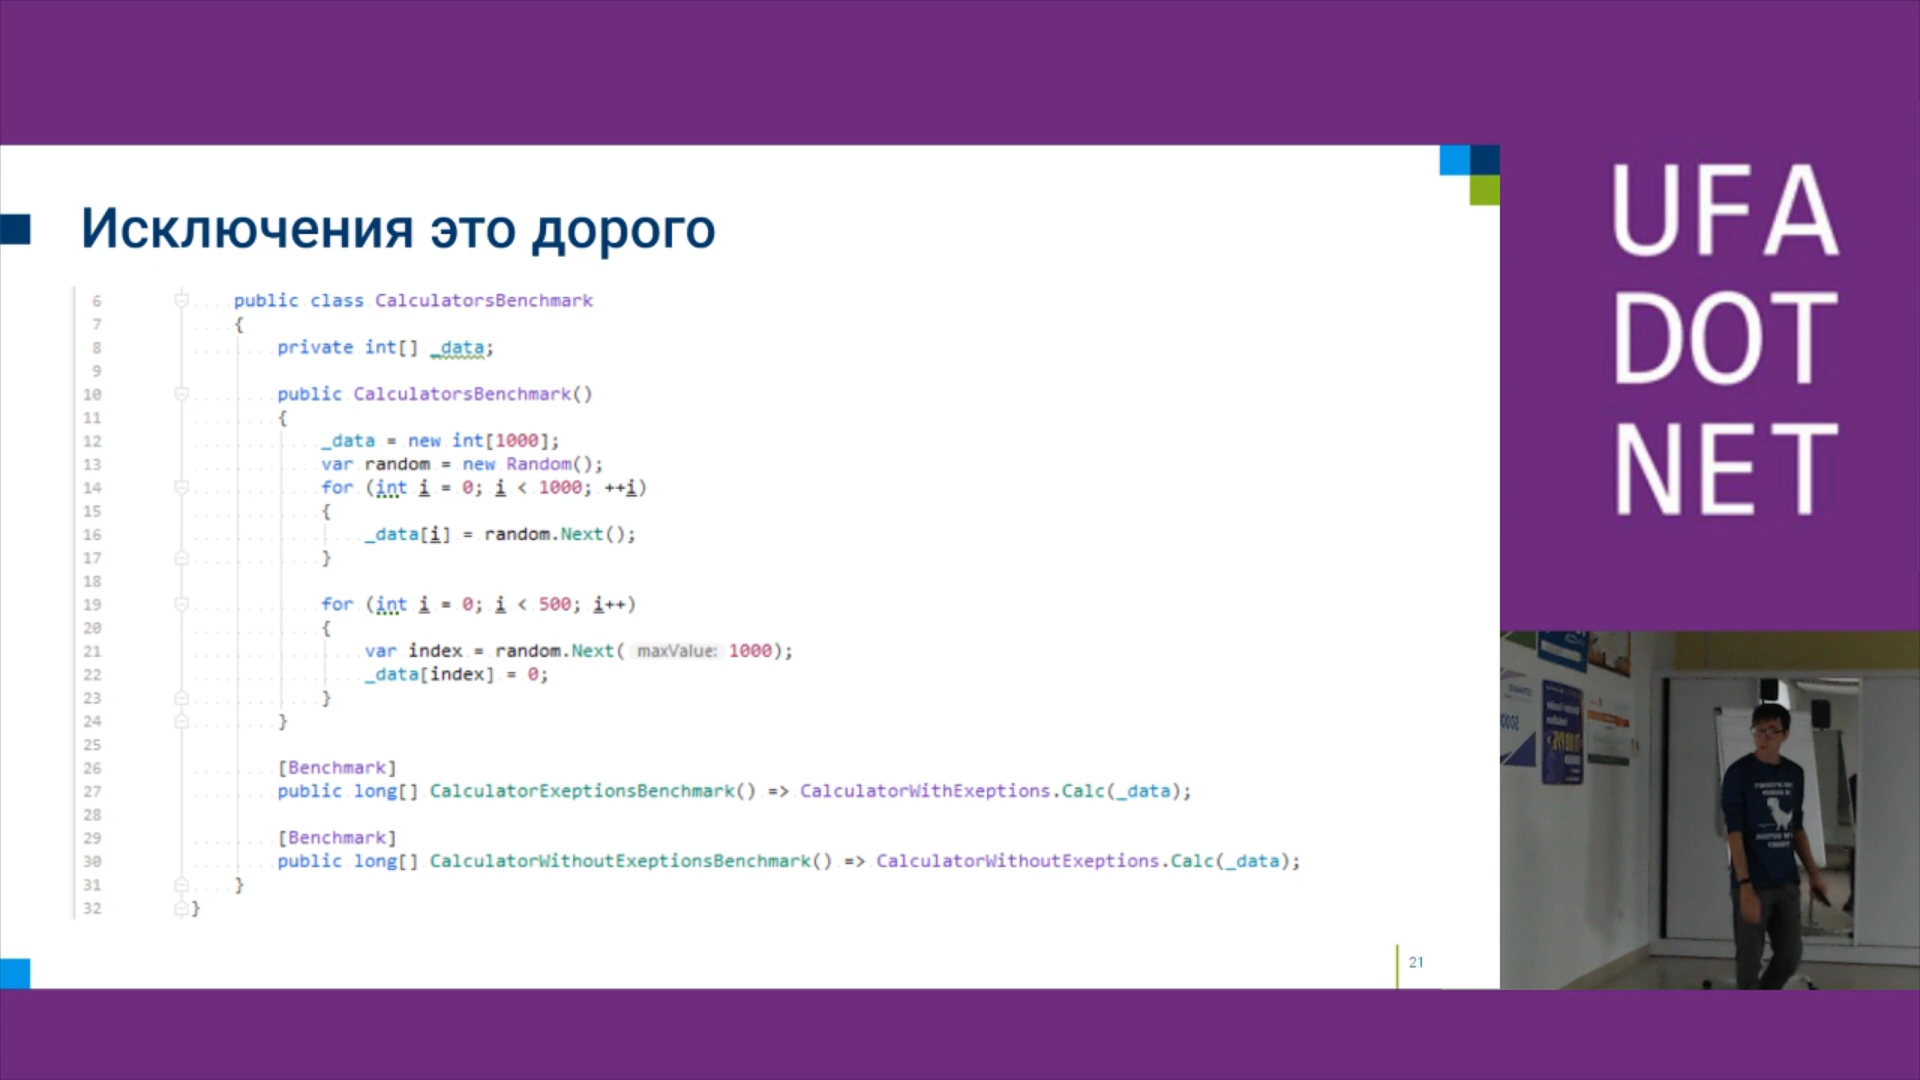 Исключения это дорого
6 public class CalculatorsBenchmark
7 {
8 private int[] _data;
9
10 public CalculatorsBenchmark()
11 {
12 _data = new int[1000];
13 var random = new Random();
14 for (int i = 0; i < 1000; ++i)
15 {
16 _data[i] = random.Next();
17 }
18
19 for (int i = 0; i < 500; i++)
20 {
21 var index = random.Next( maxValue: 1000);
22 _data[index] = 0;
23 }
24 }
25
26 [Benchmark]
27 public long[] CalculatorExeptionsBenchmark() => CalculatorWithExeptions.Calc(_data);
28
29 [Benchmark]
30 public long[] CalculatorWithoutExeptionsBenchmark() => CalculatorWithoutExeptions.Calc(_data);
31 }
32 }
21
UFA
DOT
NET